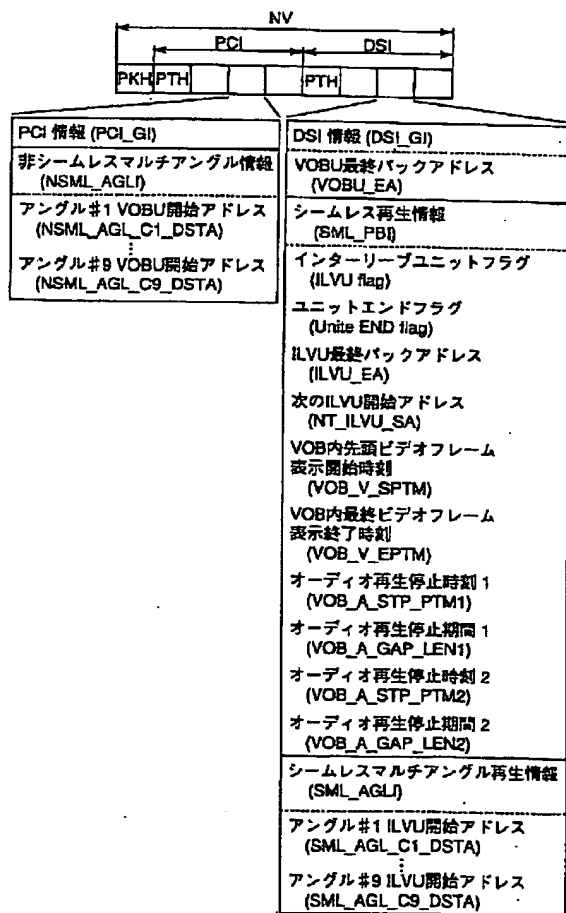 NV
PCI
DSI
PKH PTH PTH
PCI 情報 (PCI_GI)
非シームレスマルチアングル情報
(NSML_AGLI)
アングル#1 VOBU開始アドレス
(NSML_AGL_C1_DSTA)
⋮
アングル#9 VOBU開始アドレス
(NSML_AGL_C9_DSTA)
DSI 情報 (DSI_GI)
VOBU最終パックアドレス
(VOBU_EA)
シームレス再生情報
(SML_PBI)
インターリーブユニットフラグ
(ILVU flag)
ユニットエンドフラグ
(Unite END flag)
ILVU最終パックアドレス
(ILVU_EA)
次のILVU開始アドレス
(NT_ILVU_SA)
VOB内先頭ビデオフレーム
表示開始時刻
(VOB_V_SPTM)
VOB内最終ビデオフレーム
表示終了時刻
(VOB_V_EPTM)
オーディオ再生停止時刻 1
(VOB_A_STP_PTM1)
オーディオ再生停止期間 1
(VOB_A_GAP_LEN1)
オーディオ再生停止時刻 2
(VOB_A_STP_PTM2)
オーディオ再生停止期間 2
(VOB_A_GAP_LEN2)
シームレスマルチアングル再生情報
(SML_AGLI)
アングル#1 ILVU開始アドレス
(SML_AGL_C1_DSTA)
⋮
アングル#9 ILVU開始アドレス
(SML_AGL_C9_DSTA)